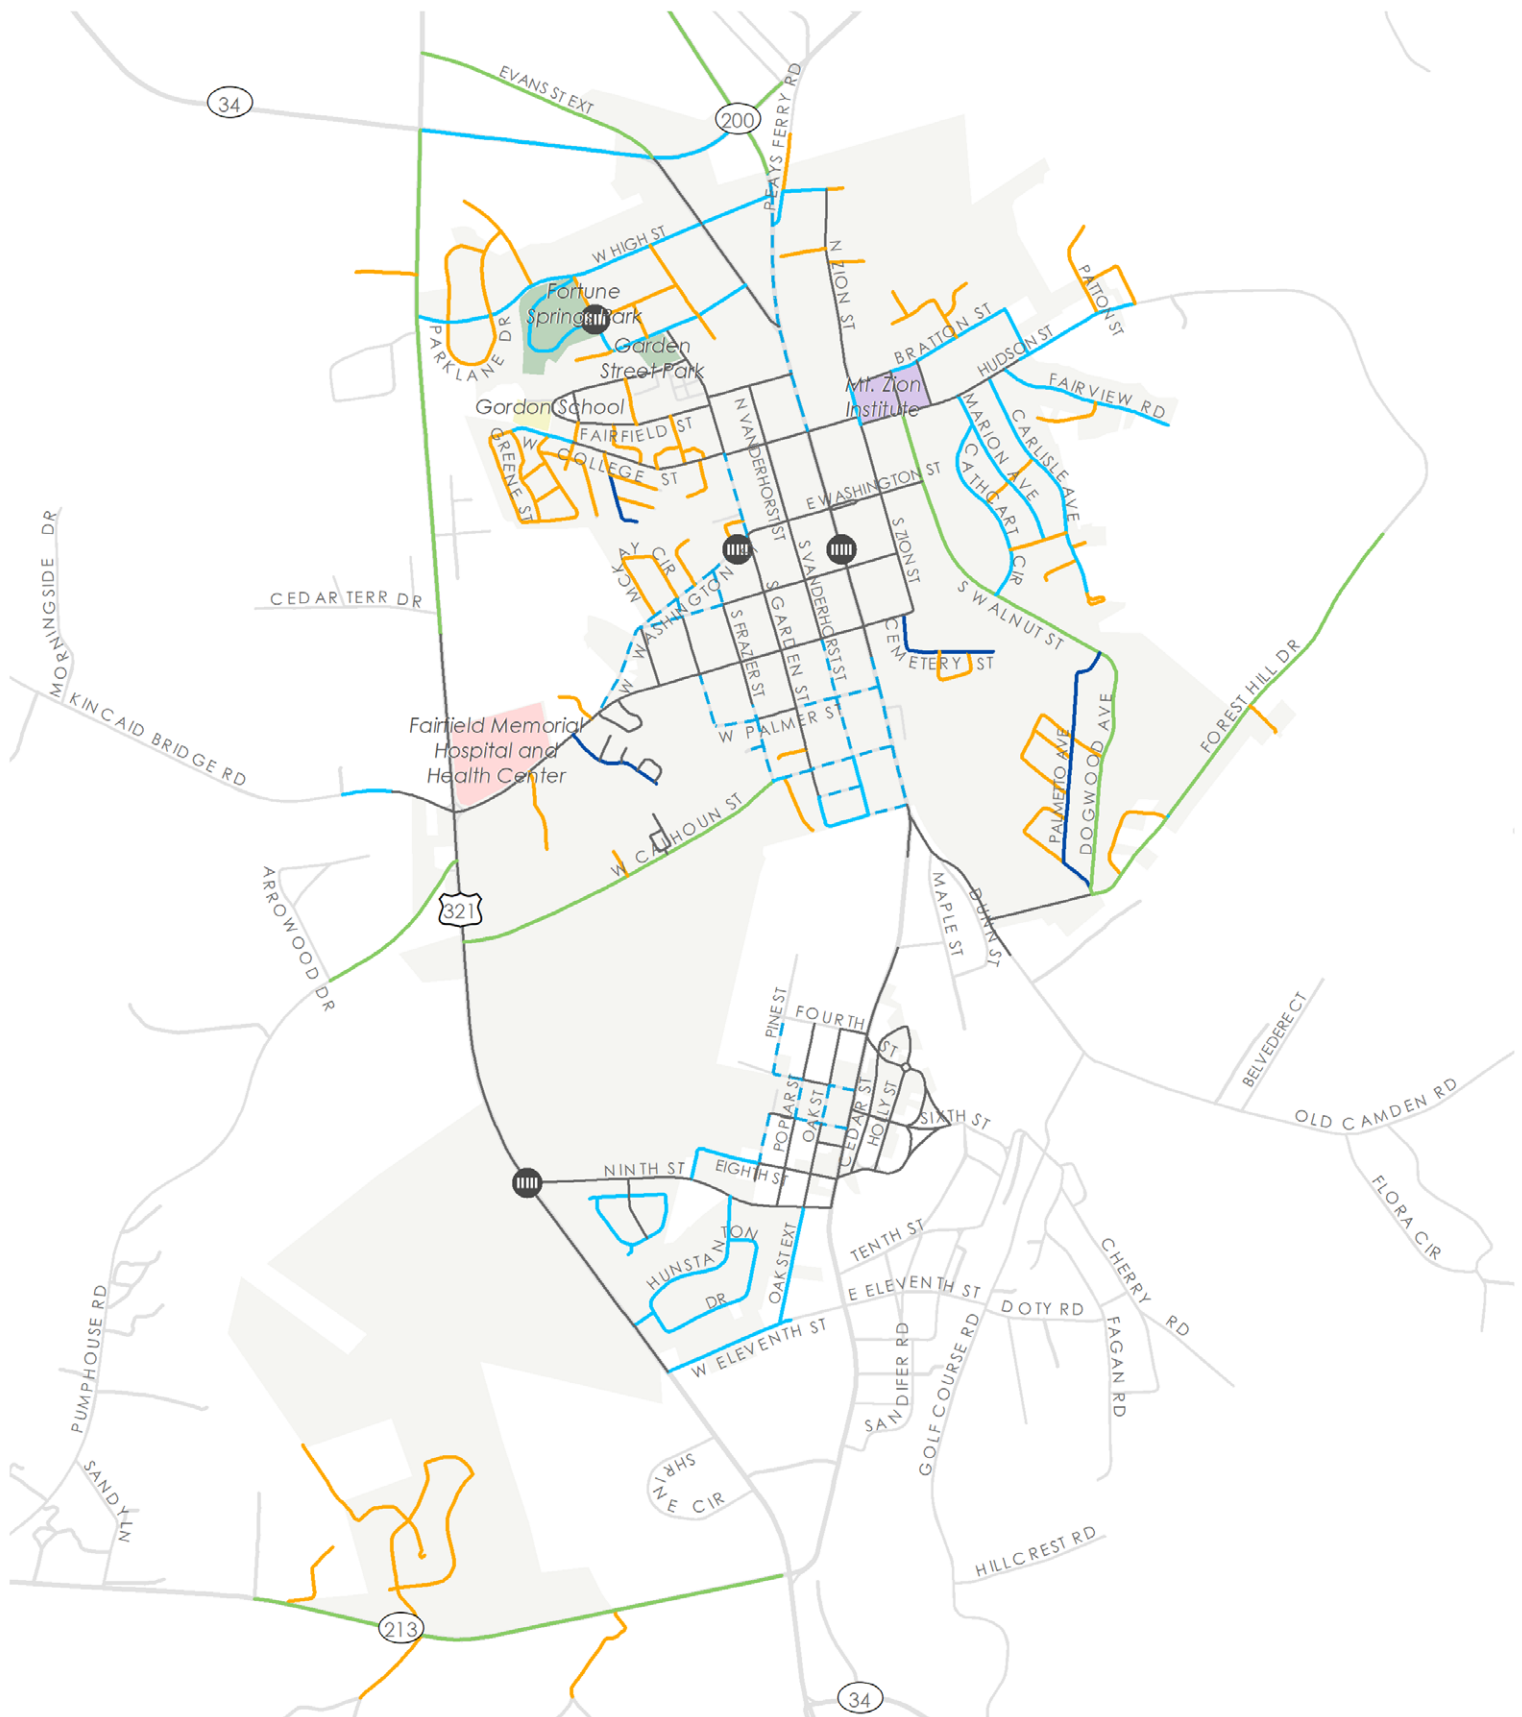 EVANS ST EXT
34
200
PEAYS FERRY RD
W HIGH ST
N ZION ST
PATTON ST
Fortune
Springs Park
BRATTON ST
HUDSON ST
PARKLANE DR
Garden
Street Park
Mt. Zion
Institute
FAIRVIEW RD
Gordon School
N VANDERHORST ST
MARION AVE
CARLISLE AVE
FAIRFIELD ST
GREENE ST
W COLLEGE ST
CATHCART CIR
E WASHINGTON ST
MORNINGSIDE DR
S ZION ST
S VANDERHORST ST
MCKAY CIR
CEDAR TERR DR
W WASHINGTON
S GARDEN ST
S FRAZER ST
S WALNUT ST
CEMETERY ST
KINCAID BRIDGE RD
FOREST HILL DR
Fairfield Memorial
Hospital and
Health Center
W PALMER ST
PALMETTO AVE
DOGWOOD AVE
W CALHOUN ST
ARROWOOD DR
321
MAPLE ST
DUNN ST
PINE ST
FOURTH ST
BELVEDERE CT
POPLAR ST
OAK ST
CEDAR ST
HOLLY ST
SIXTH ST
OLD CAMDEN RD
NINTH ST
EIGHTH ST
FLORA CIR
HUNSTANTON DR
OAK ST EXT
TENTH ST
CHERRY RD
E ELEVENTH ST
DOTY RD
PUMPHOUSE RD
W ELEVENTH ST
SANDIFER RD
GOLF COURSE RD
FAGAN RD
SANDY LN
SHRINE CIR
HILLCREST RD
213
34